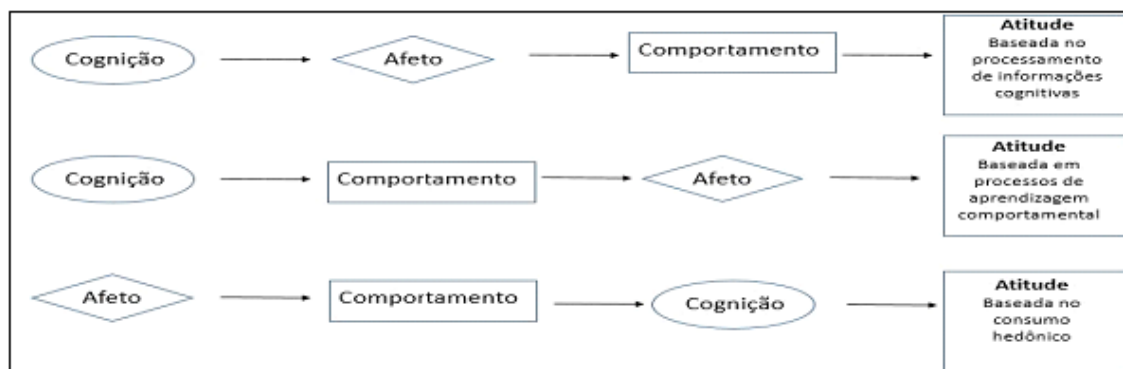 Cognição
Afeto
Comportamento
Atitude
Baseada no
processamento
de informações
cognitivas
Cognição
Comportamento
Afeto
Atitude
Baseada em
processos de
aprendizagem
comportamental
Afeto
Comportamento
Cognição
Atitude
Baseada no
consumo
hedônico